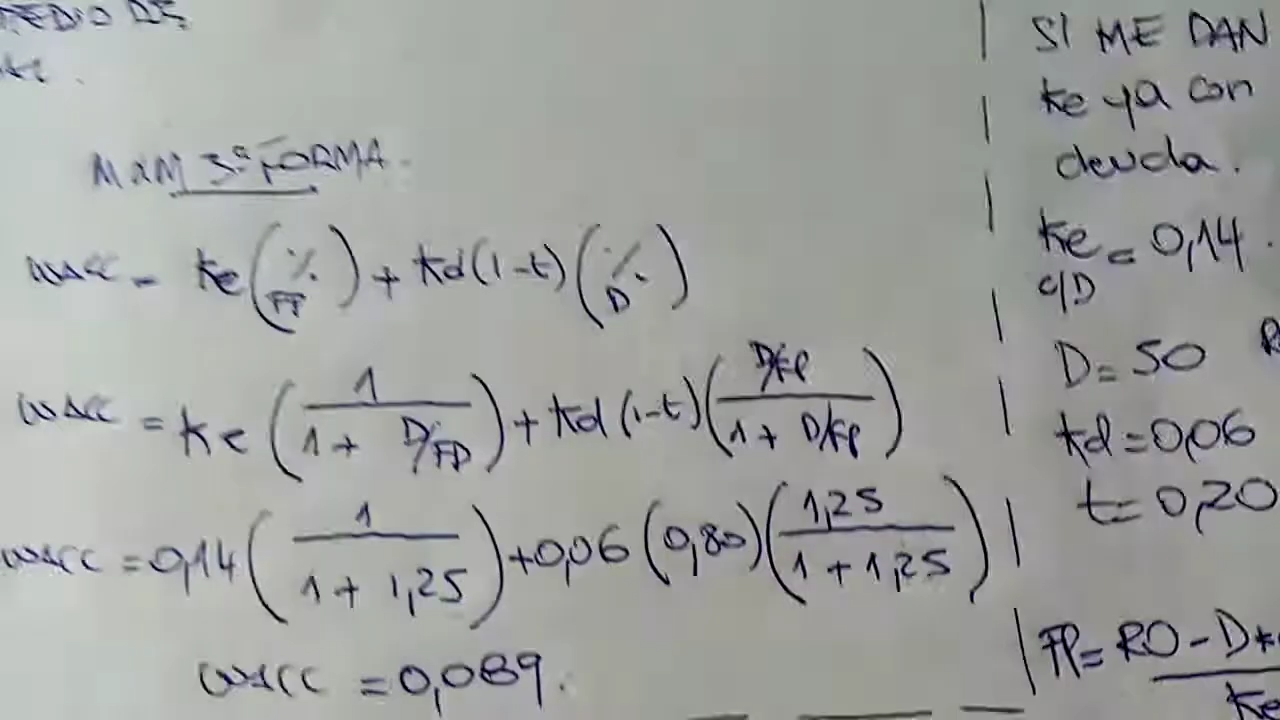 MxM 3ª FORMA.
WACC = Ke (% FP) + Kd (1-t) (% D)
WACC = Ke (1 / (1 + D/FP)) + Kd (1-t) (D/FP / (1 + D/FP))
WACC = 0,14 (1 / (1 + 1,25)) + 0,06 (0,80) (1,25 / (1 + 1,25))
WACC = 0,089.
SI ME DAN
Ke ya con
deuda.
Ke = 0,14.
c/D
D = 50
Kd = 0,06
t = 0,20
FP = RO - D
Ke